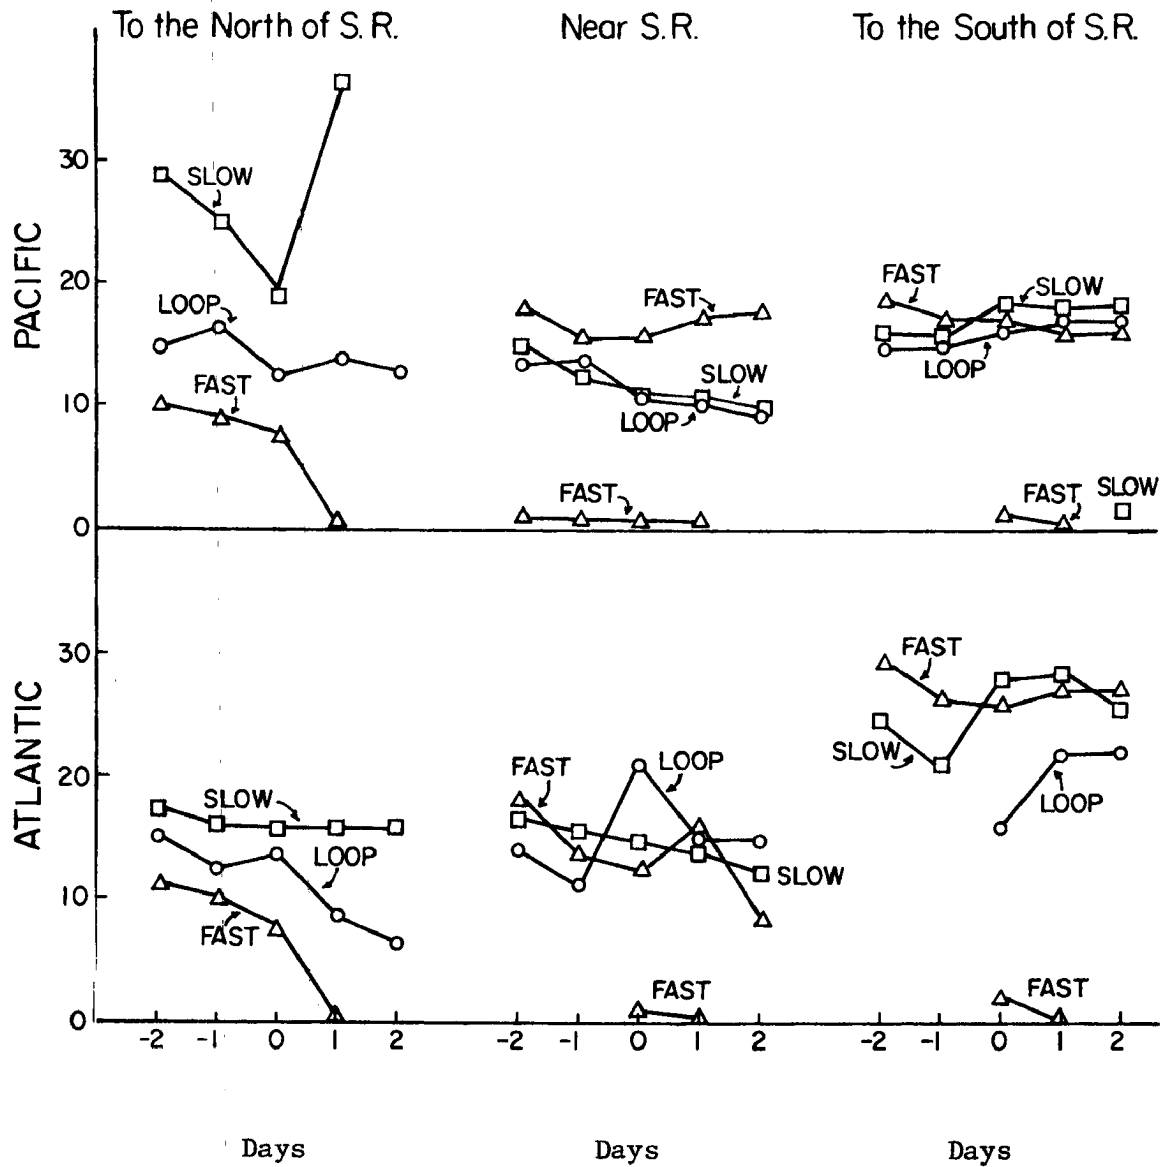 To the North of S.R.
Near S.R.
To the South of S.R.
PACIFIC
30
20
10
0
SLOW
LOOP
FAST
FAST
SLOW
LOOP
FAST
FAST
SLOW
LOOP
FAST
SLOW
ATLANTIC
30
20
10
0
SLOW
LOOP
FAST
FAST
LOOP
SLOW
FAST
FAST
SLOW
LOOP
FAST
-2 -1 0 1 2
-2 -1 0 1 2
-2 -1 0 1 2
Days
Days
Days